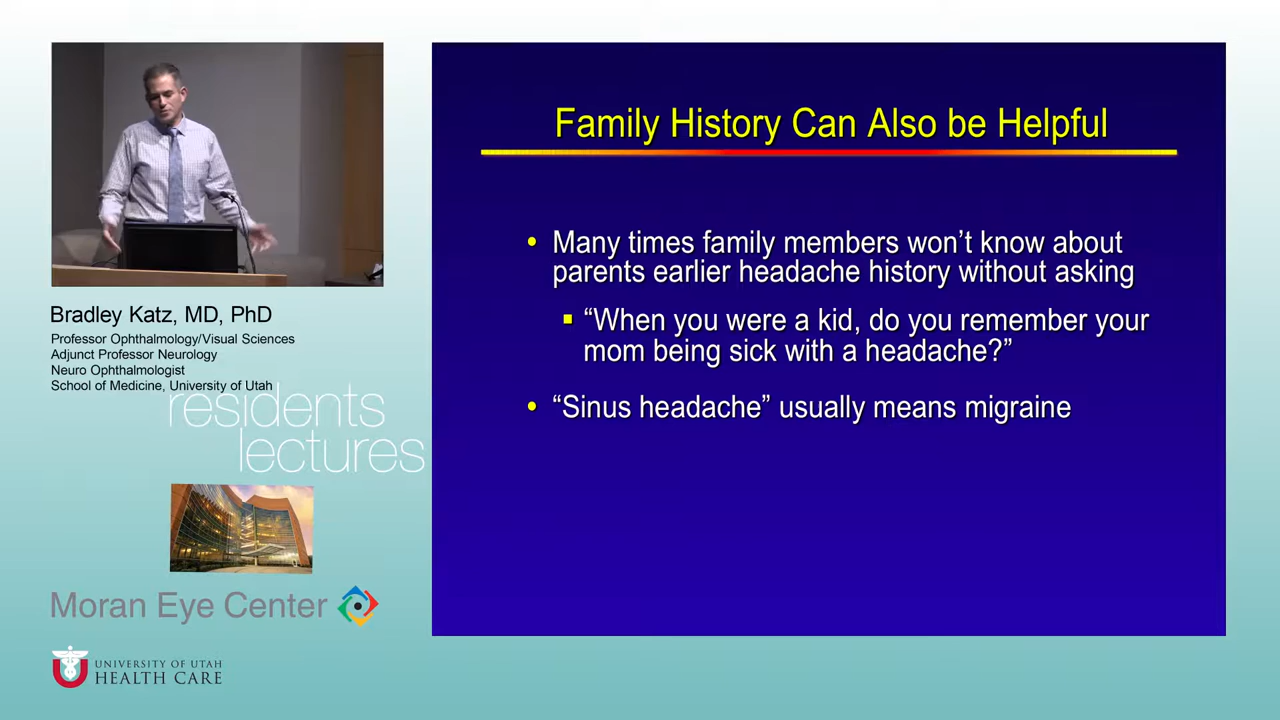 Family History Can Also be Helpful
• Many times family members won't know about
parents earlier headache history without asking
▪ “When you were a kid, do you remember your
mom being sick with a headache?”
• “Sinus headache” usually means migraine
Bradley Katz, MD, PhD
Professor Ophthalmology/Visual Sciences
Adjunct Professor Neurology
Neuro Ophthalmologist
School of Medicine, University of Utah
residents
lectures
Moran Eye Center
U
UNIVERSITY OF UTAH
HEALTH CARE